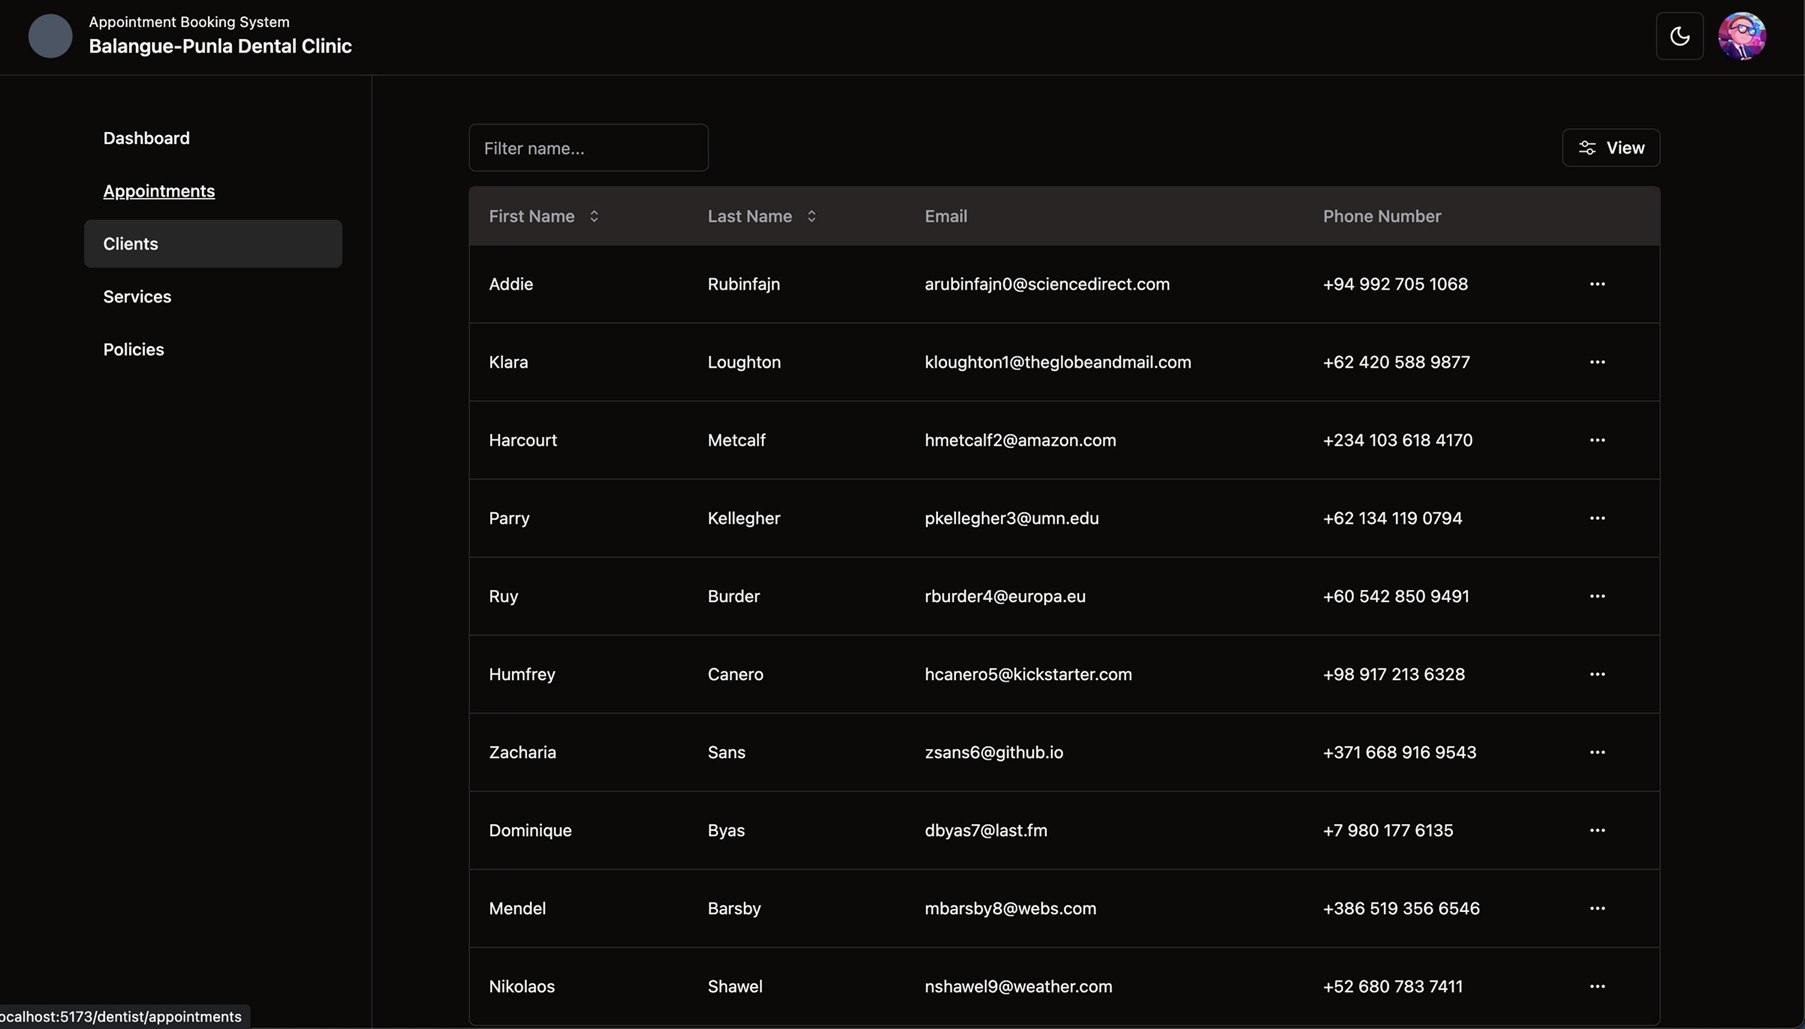 Appointment Booking System
Balangue-Punla Dental Clinic
Dashboard
Appointments
Clients
Services
Policies
Filter name...
View
First Name Last Name Email Phone Number
Addie Rubinfajn arubinfajn0@sciencedirect.com +94 992 705 1068
Klara Loughton kloughton1@theglobeandmail.com +62 420 588 9877
Harcourt Metcalf hmetcalf2@amazon.com +234 103 618 4170
Parry Kellegher pkellegher3@umn.edu +62 134 119 0794
Ruy Burder rburder4@europa.eu +60 542 850 9491
Humfrey Canero hcanero5@kickstarter.com +98 917 213 6328
Zacharia Sans zsans6@github.io +371 668 916 9543
Dominique Byas dbyas7@last.fm +7 980 177 6135
Mendel Barsby mbarsby8@webs.com +386 519 356 6546
Nikolaos Shawel nshawel9@weather.com +52 680 783 7411
ocalhost:5173/dentist/appointments